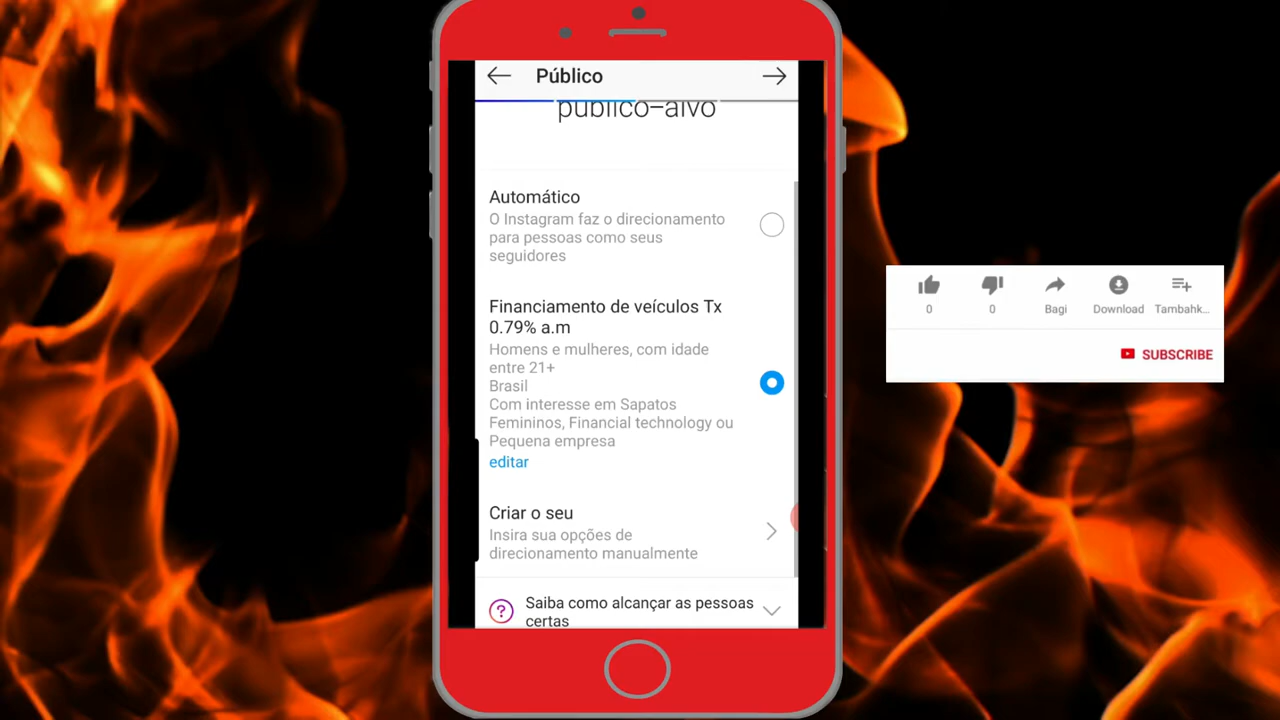 Público
público-alvo
Automático
O Instagram faz o direcionamento
para pessoas como seus
seguidores
Financiamento de veículos Tx
0.79% a.m
Homens e mulheres, com idade
entre 21+
Brasil
Com interesse em Sapatos
Femininos, Financial technology ou
Pequena empresa
editar
Criar o seu
Insira sua opções de
direcionamento manualmente
Saiba como alcançar as pessoas
certas
0 0 Bagi Download Tambahk...
SUBSCRIBE